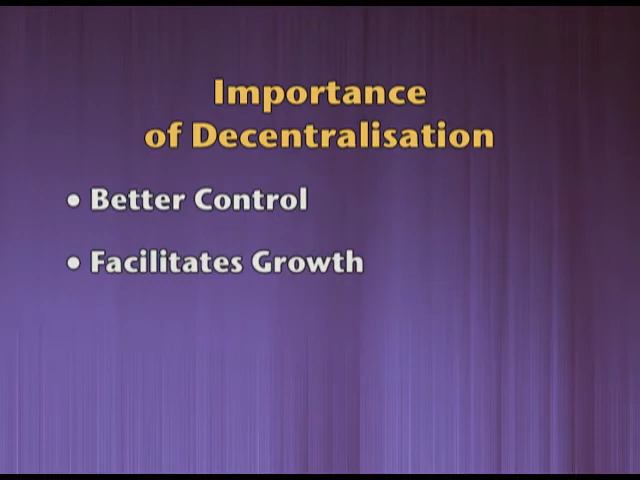 Importance
of Decentralisation
• Better Control
• Facilitates Growth